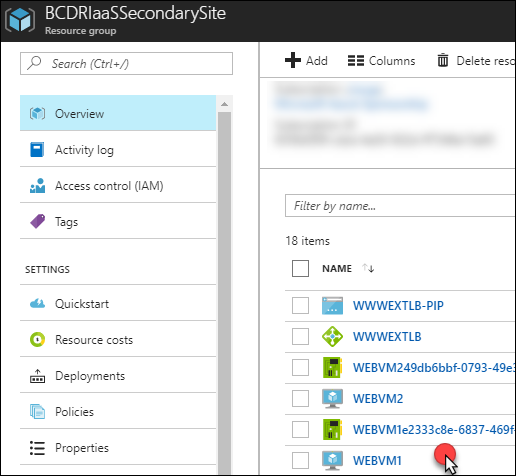 BCDRIaaSSecondarySite
Resource group
Search (Ctrl+/)
Overview
Activity log
Access control (IAM)
Tags
SETTINGS
Quickstart
Resource costs
Deployments
Policies
Properties
Add Columns Delete reso
Filter by name...
18 items
NAME
WWWEXTLB-PIP
WWWEXTLB
WEBVM249db6bbf-0793-49e3
WEBVM2
WEBVM1e2333c8e-6837-469f
WEBVM1